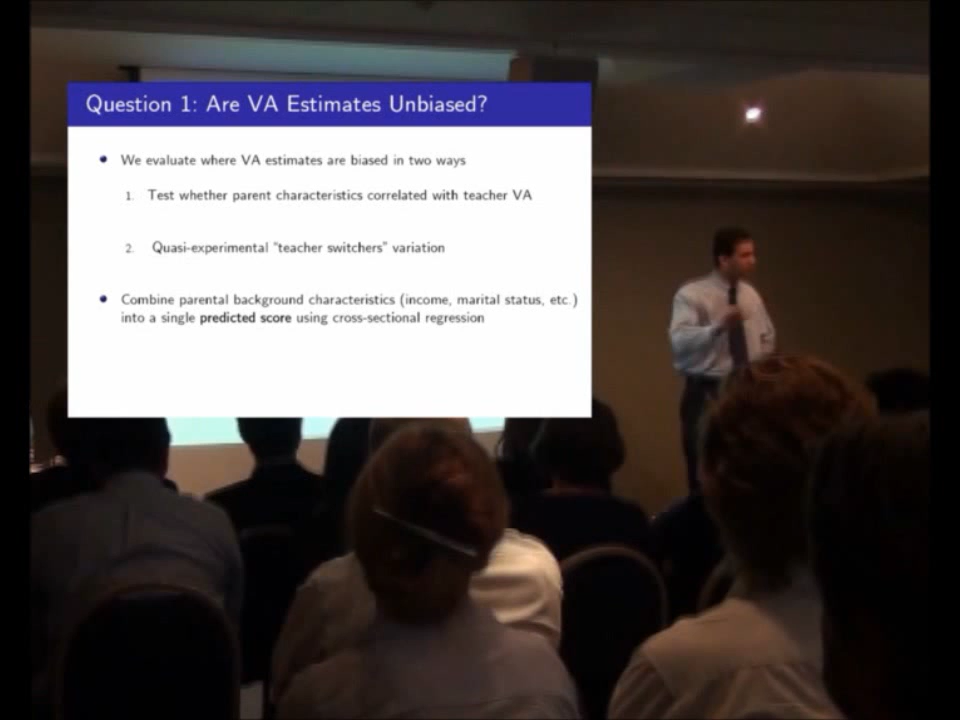 Question 1: Are VA Estimates Unbiased?
We evaluate where VA estimates are biased in two ways
1. Test whether parent characteristics correlated with teacher VA
2. Quasi-experimental "teacher switchers" variation
Combine parental background characteristics (income, marital status, etc.)
into a single predicted score using cross-sectional regression